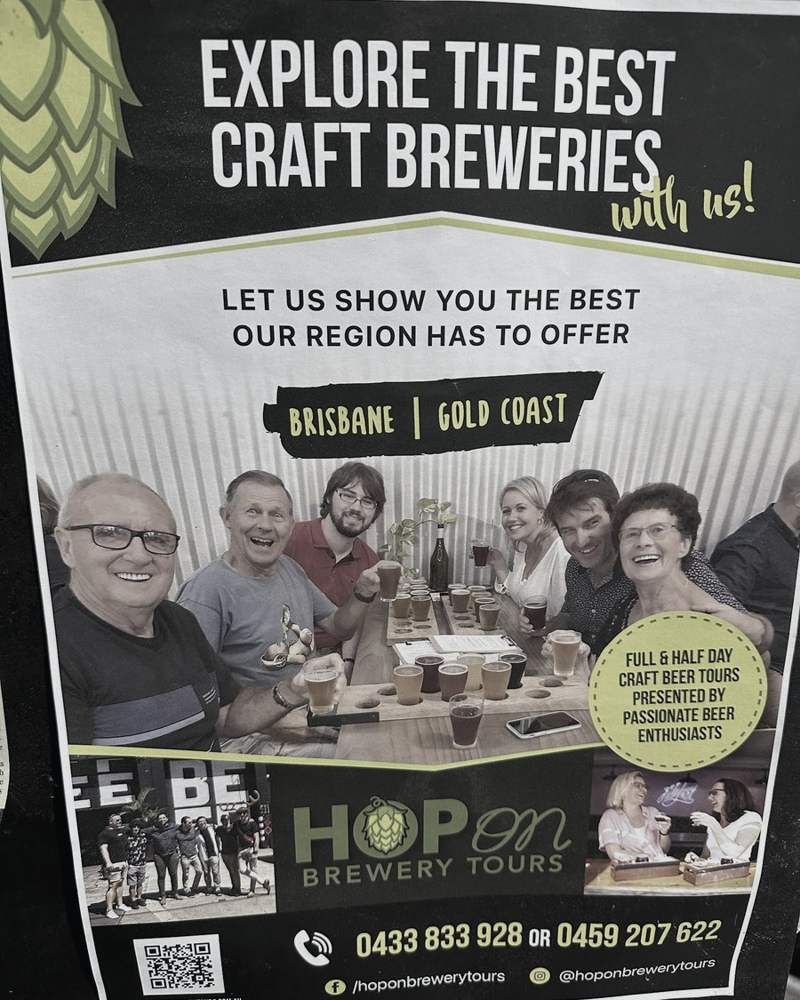 EXPLORE THE BEST
CRAFT BREWERIES
with us!
LET US SHOW YOU THE BEST
OUR REGION HAS TO OFFER
BRISBANE | GOLD COAST
FULL & HALF DAY
CRAFT BEER TOURS
PRESENTED BY
PASSIONATE BEER
ENTHUSIASTS
EE BE
HOP on
BREWERY TOURS
0433 833 928 OR 0459 207 622
/hoponbrewerytours @hoponbrewerytours